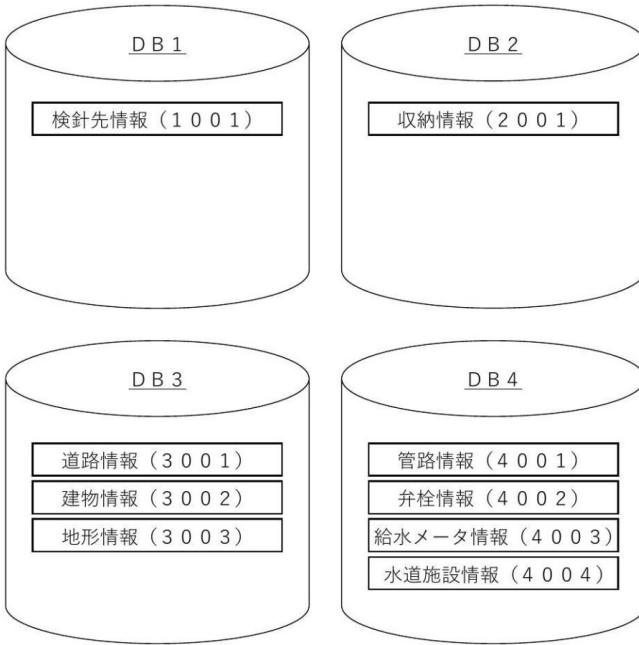 DB1
検針先情報(1001)
DB2
収納情報(2001)
DB3
道路情報(3001)
建物情報(3002)
地形情報(3003)
DB4
管路情報(4001)
弁栓情報(4002)
給水メータ情報(4003)
水道施設情報(4004)